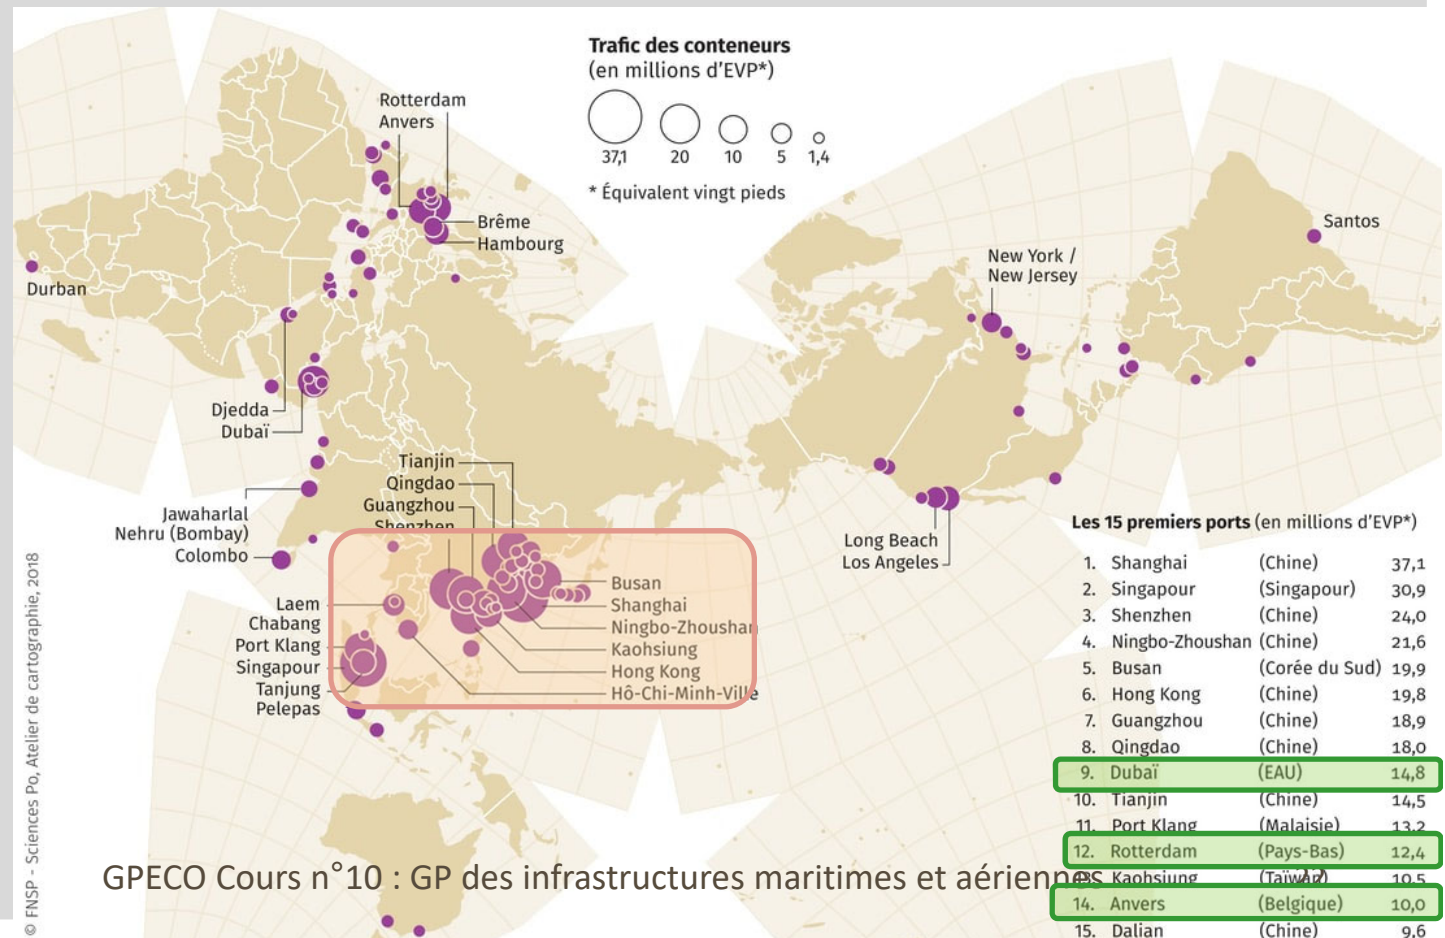 Trafic des conteneurs
(en millions d'EVP*)
37,1 20 10 5 1,4
* Équivalent vingt pieds
Rotterdam
Anvers
Brême
Hambourg
Durban
Djedda
Dubaï
Jawaharlal
Nehru (Bombay)
Colombo
Tianjin
Qingdao
Guangzhou
Shenzhen
Laem
Chabang
Port Klang
Singapour
Tanjung
Pelepas
Busan
Shanghai
Ningbo-Zhoushan
Kaohsiung
Hong Kong
Hô-Chi-Minh-Ville
New York /
New Jersey
Santos
Long Beach
Los Angeles
Les 15 premiers ports (en millions d'EVP*)
1. Shanghai (Chine) 37,1
2. Singapour (Singapour) 30,9
3. Shenzhen (Chine) 24,0
4. Ningbo-Zhoushan (Chine) 21,6
5. Busan (Corée du Sud) 19,9
6. Hong Kong (Chine) 19,8
7. Guangzhou (Chine) 18,9
8. Qingdao (Chine) 18,0
9. Dubaï (EAU) 14,8
10. Tianjin (Chine) 14,5
11. Port Klang (Malaisie) 13,2
12. Rotterdam (Pays-Bas) 12,4
13. Kaohsiung (Taïwan) 10,5
14. Anvers (Belgique) 10,0
15. Dalian (Chine) 9,6
GPECO Cours n°10 : GP des infrastructures maritimes et aériennes
© FNSP - Sciences Po, Atelier de cartographie, 2018